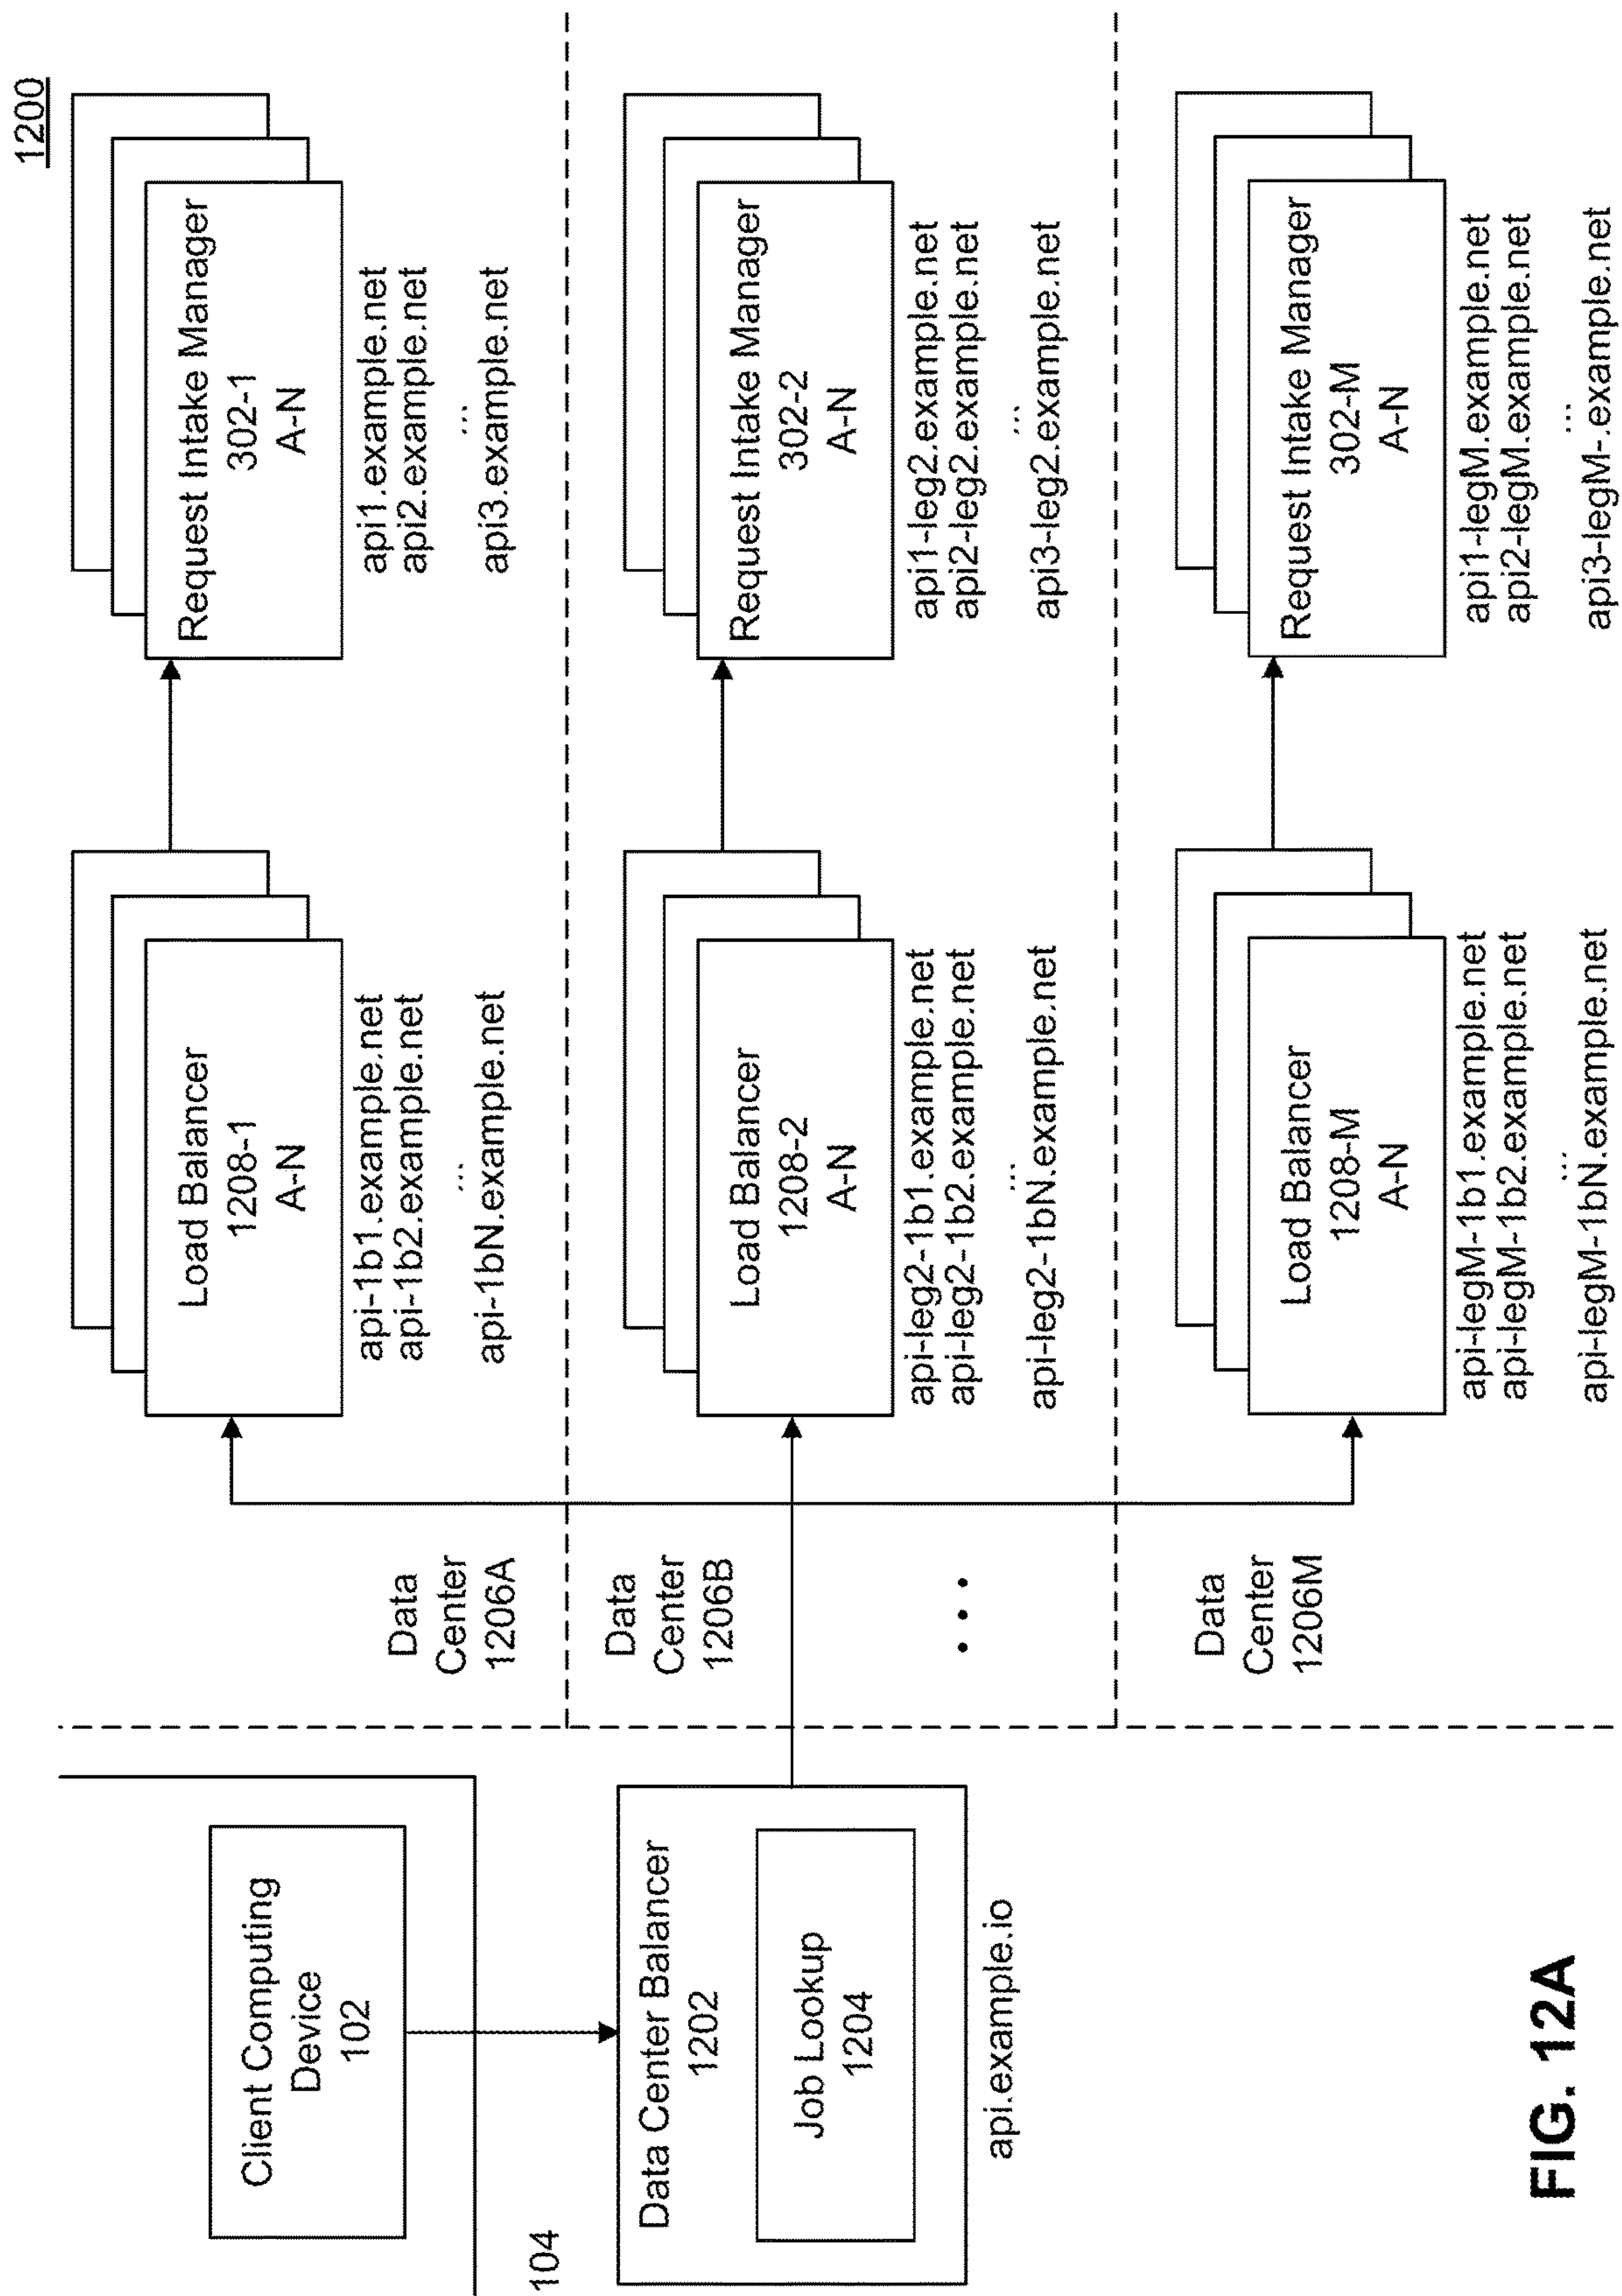 1200
Client Computing
Device
102
104
Data Center Balancer
1202
Job Lookup
1204
api.example.io
Data
Center
1206A
Load Balancer
1208-1
A-N
api-1b1.example.net
api-1b2.example.net
...
api-1bN.example.net
Request Intake Manager
302-1
A-N
api1.example.net
api2.example.net
...
api3.example.net
Data
Center
1206B
Load Balancer
1208-2
A-N
api-leg2-1b1.example.net
api-leg2-1b2.example.net
...
api-leg2-1bN.example.net
Request Intake Manager
302-2
A-N
api1-leg2.example.net
api2-leg2.example.net
...
api3-leg2.example.net
...
Data
Center
1206M
Load Balancer
1208-M
A-N
api-legM-1b1.example.net
api-legM-1b2.example.net
...
api-legM-1bN.example.net
Request Intake Manager
302-M
A-N
api1-legM.example.net
api2-legM.example.net
...
api3-legM-.example.net
FIG. 12A